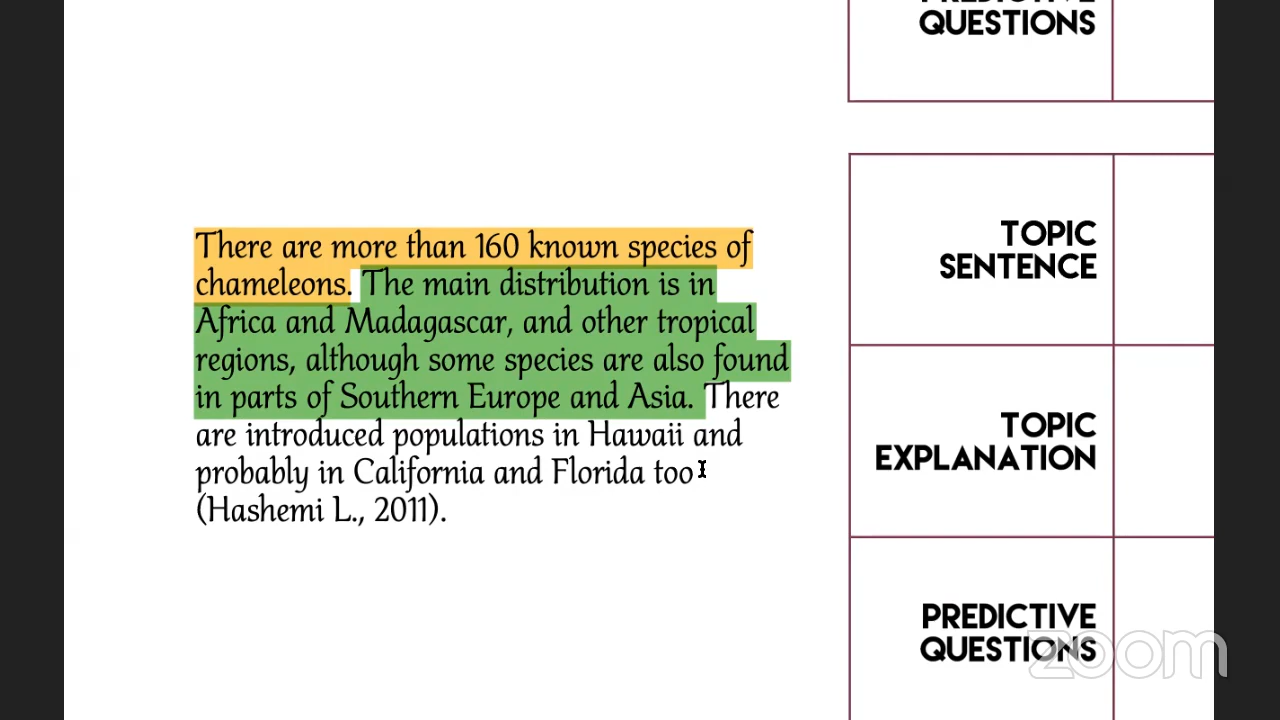 PREDICTIVE
QUESTIONS
There are more than 160 known species of
chameleons. The main distribution is in
Africa and Madagascar, and other tropical
regions, although some species are also found
in parts of Southern Europe and Asia. There
are introduced populations in Hawaii and
probably in California and Florida too
(Hashemi L., 2011).
TOPIC
SENTENCE
TOPIC
EXPLANATION
PREDICTIVE
QUESTIONS
zoom